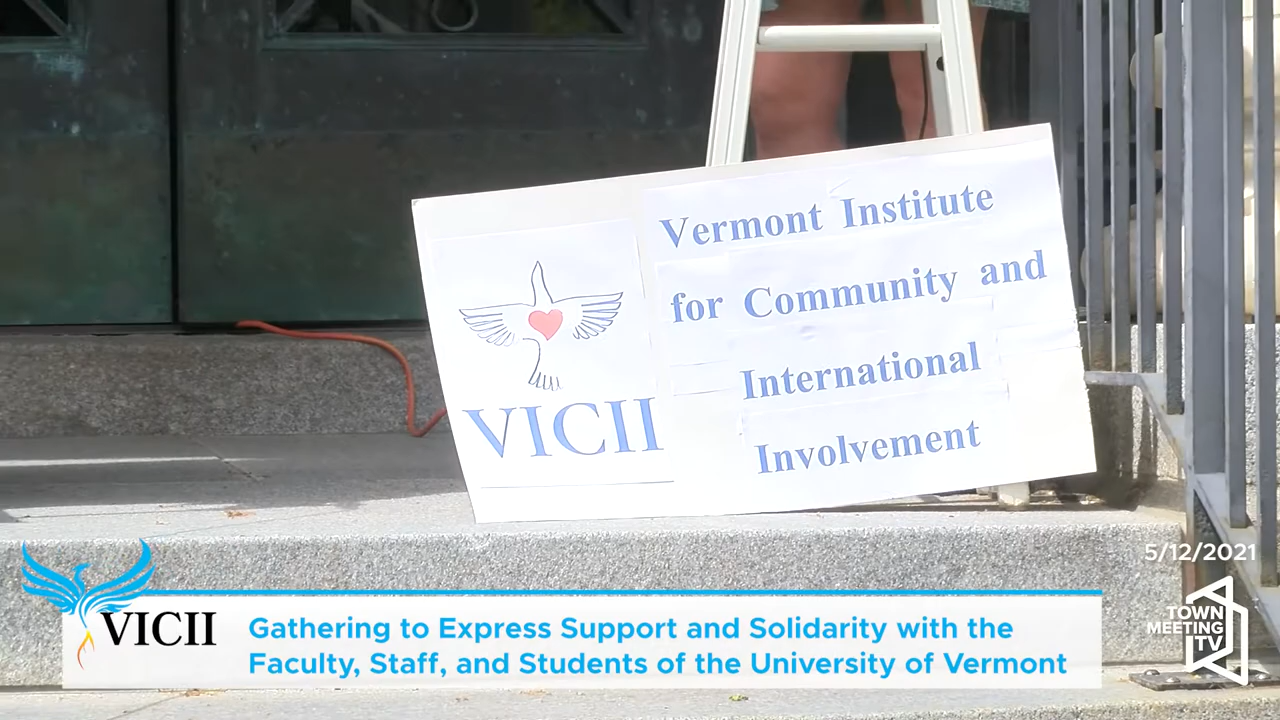 Vermont Institute
for Community and
International
Involvement
VICII
5/12/2021
TOWN
MEETING
TV
VICII
Gathering to Express Support and Solidarity with the
Faculty, Staff, and Students of the University of Vermont